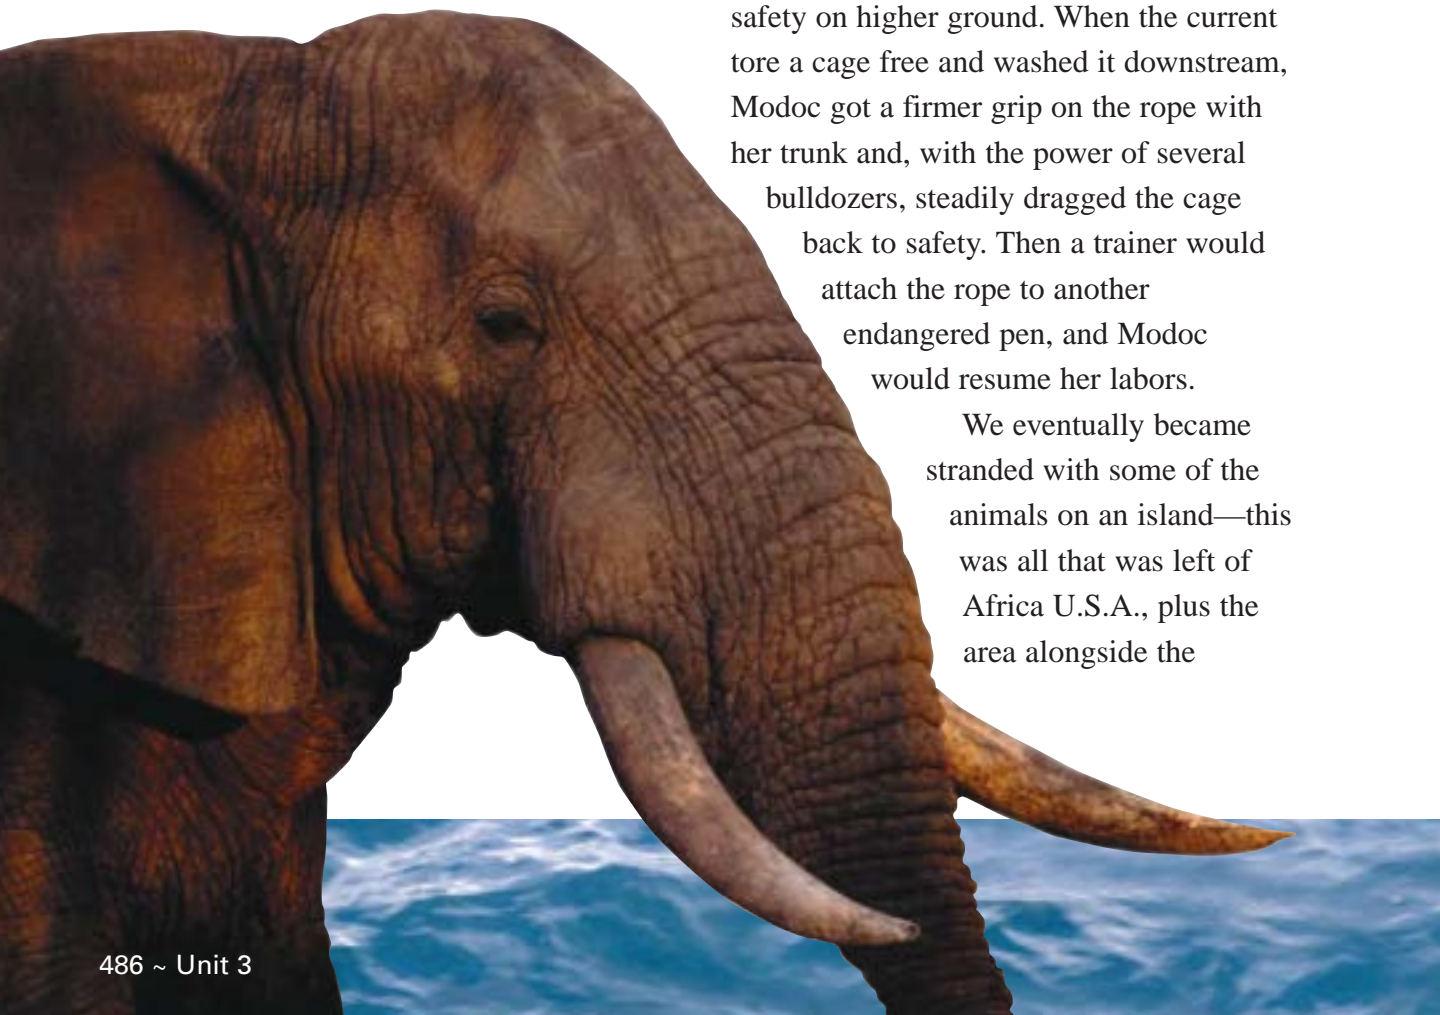 safety on higher ground. When the current
tore a cage free and washed it downstream,
Modoc got a firmer grip on the rope with
her trunk and, with the power of several
bulldozers, steadily dragged the cage
back to safety. Then a trainer would
attach the rope to another
endangered pen, and Modoc
would resume her labors.
We eventually became
stranded with some of the
animals on an island—this
was all that was left of
Africa U.S.A., plus the
area alongside the
486 ~ Unit 3